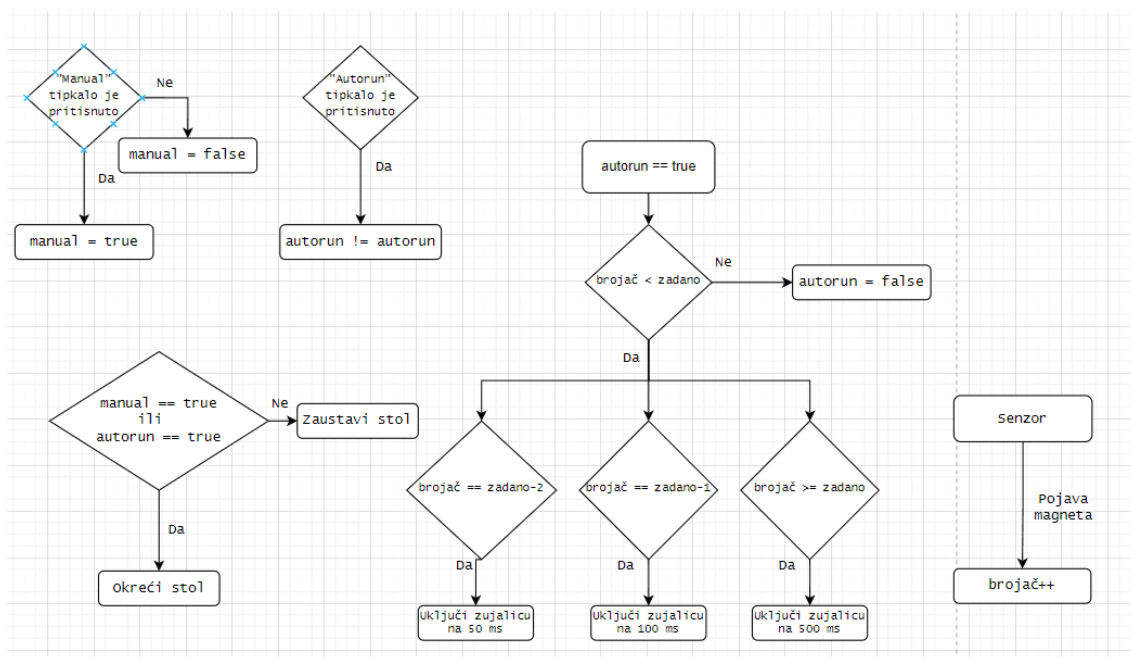 "Manual"
tipkalo je
pritisnuto
Ne
manual = false
Da
manual = true
"Autorun"
tipkalo je
pritisnuto
Da
autorun != autorun
autorun == true
brojač < zadano
Ne
autorun = false
Da
brojač == zadano-2
Da
Uključi zujalicu
na 50 ms
brojač == zadano-1
Da
Uključi zujalicu
na 100 ms
brojač >= zadano
Da
Uključi zujalicu
na 500 ms
manual == true
ili
autorun == true
Ne
Zaustavi stol
Da
Okreći stol
Senzor
Pojava
magneta
brojač++